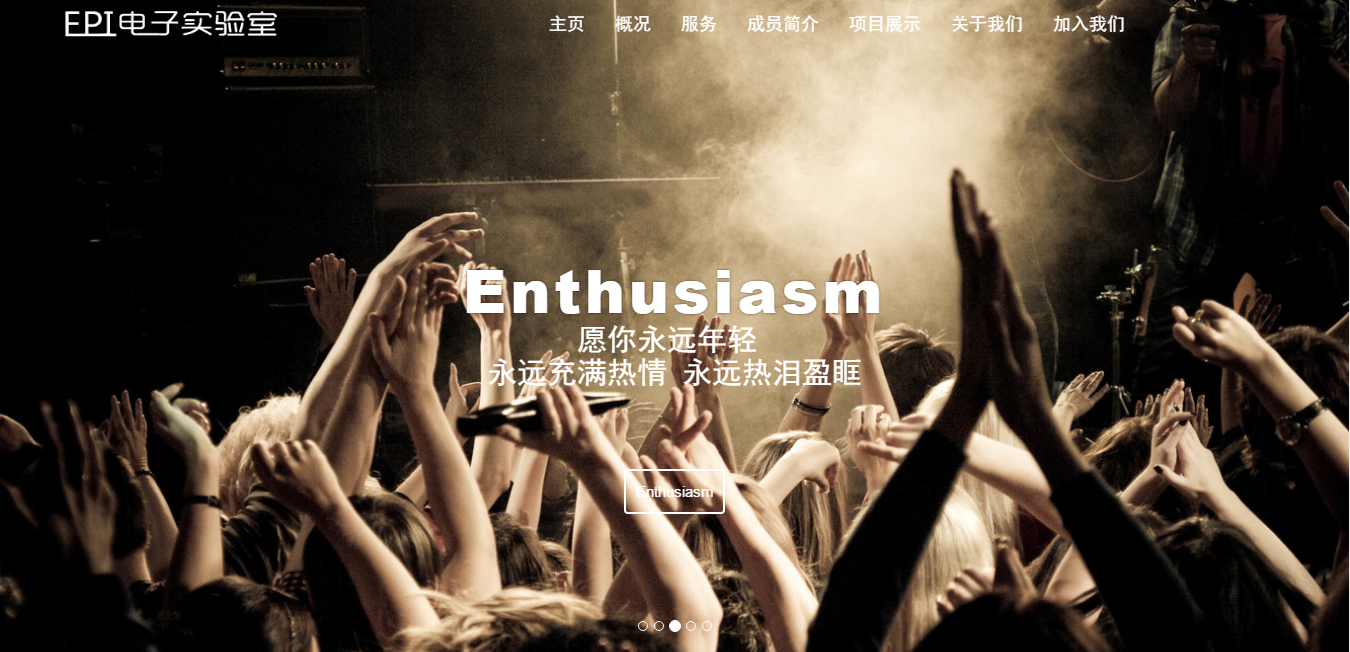 EPI电子实验室
主页 概况 服务 成员简介 项目展示 关于我们 加入我们
Enthusiasm
愿你永远年轻
永远充满热情 永远热泪盈眶
Enthusiasm